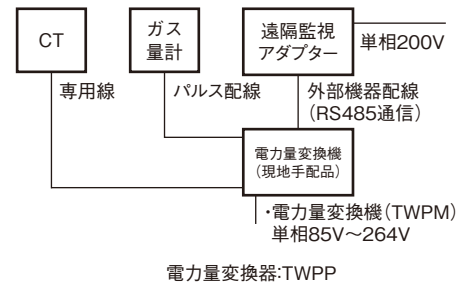 CT
ガス
量計
遠隔監視
アダプター
単相200V
専用線
パルス配線
外部機器配線
（RS485通信）
電力量変換機
（現地手配品）
・電力量変換機（TWPM）
単相85V～264V
電力量変換器:TWPP